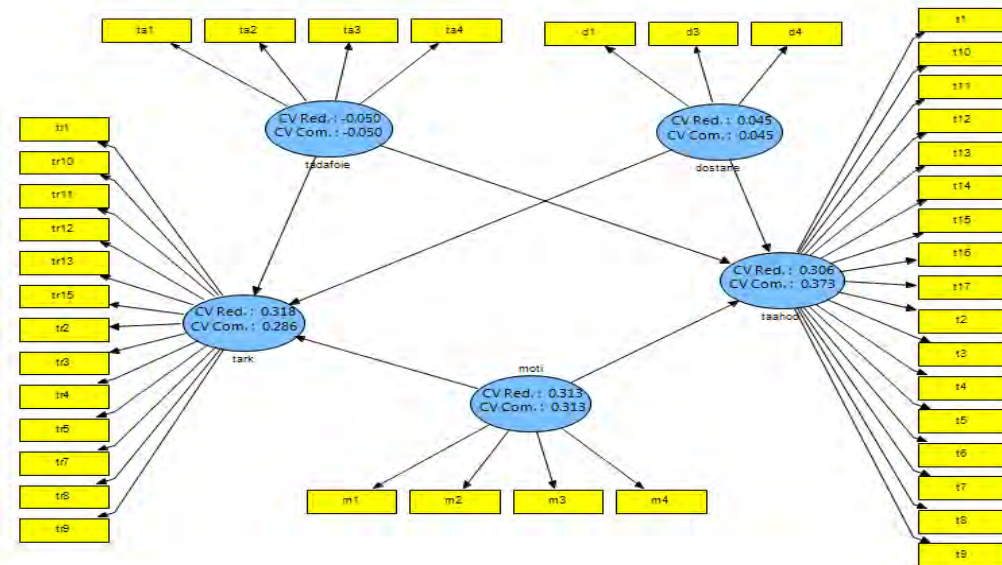 ta1
ta2
ta3
ta4
d1
d3
d4
CV Red. : -0.050
CV Com. : -0.050
tadafoie
CV Red. : 0.045
CV Com. : 0.045
dostane
tr1
tr10
tr11
tr12
tr13
tr15
tr2
tr3
tr4
tr5
tr7
tr8
tr9
CV Red. : 0.318
CV Com. : 0.286
tark
moti
CV Red. : 0.313
CV Com. : 0.313
m1
m2
m3
m4
CV Red. : 0.306
CV Com. : 0.373
taahod
t1
t10
t11
t12
t13
t14
t15
t16
t17
t2
t3
t4
t5
t6
t7
t8
t9